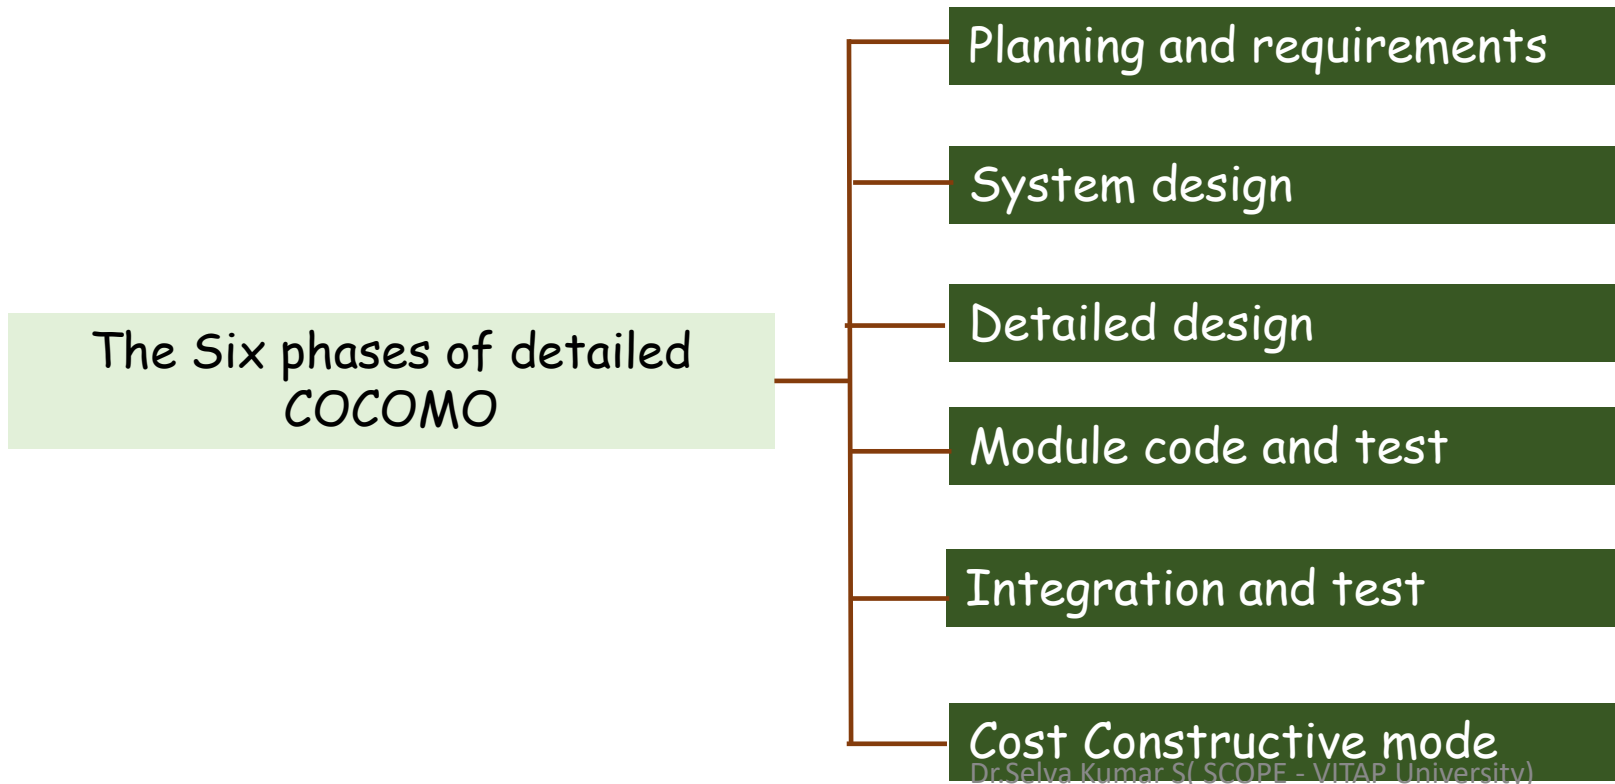 Planning and requirements
System design
Detailed design
The Six phases of detailed
COCOMO
Module code and test
Integration and test
Cost Constructive mode
Dr.Selva Kumar S( SCOPE - VITAP University)